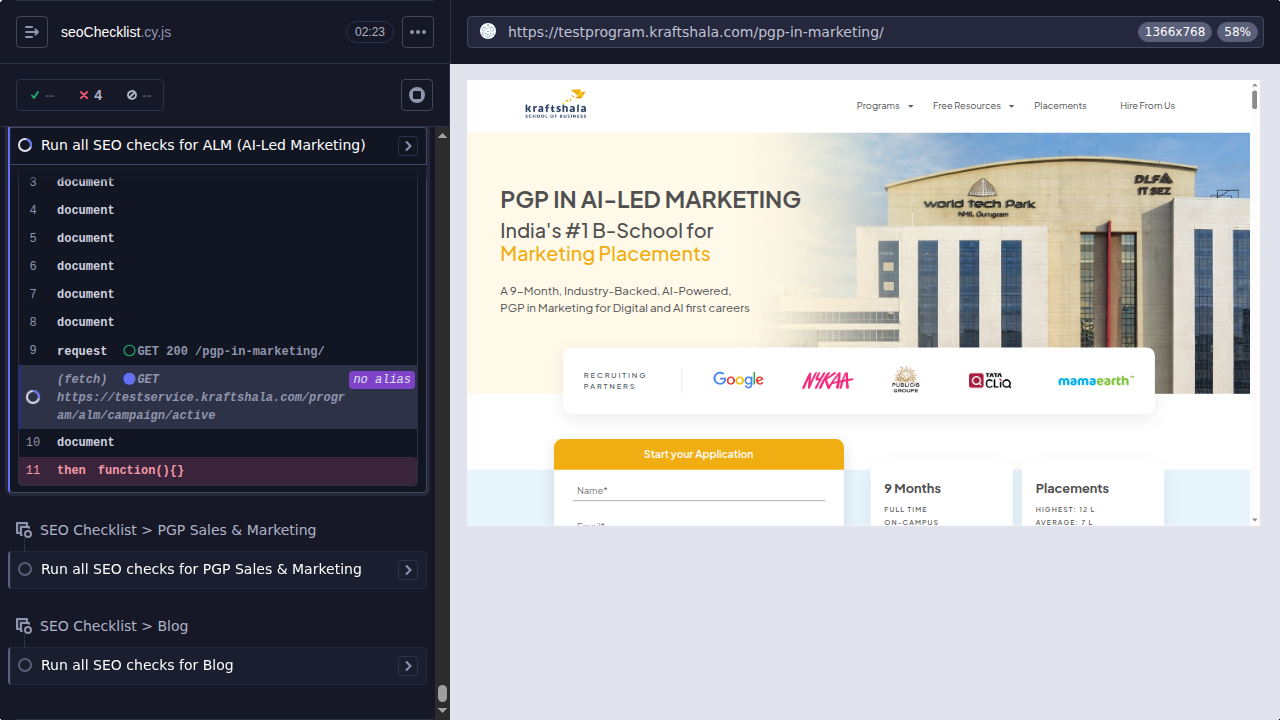 seoChecklist.cy.js
02:23
--
4
--
Run all SEO checks for ALM (AI-Led Marketing)
3 document
4 document
5 document
6 document
7 document
8 document
9 request GET 200 /pgp-in-marketing/
(fetch) GET no alias
https://testservice.kraftshala.com/progr
am/alm/campaign/active
10 document
11 then function(){}
SEO Checklist > PGP Sales & Marketing
Run all SEO checks for PGP Sales & Marketing
SEO Checklist > Blog
Run all SEO checks for Blog
https://testprogram.kraftshala.com/pgp-in-marketing/
1366x768
58%
kraftshala
SCHOOL OF BUSINESS
Programs
Free Resources
Placements
Hire From Us
PGP IN AI-LED MARKETING
India's #1 B-School for
Marketing Placements
A 9-Month, Industry-Backed, AI-Powered,
PGP in Marketing for Digital and AI first careers
world Tech Park
NH8, Gurugram
DLF
IT SEZ
RECRUITING
PARTNERS
Google
NYKAA
PUBLICIS
GROUPE
TATA
CLiQ
mamaearth™
Start your Application
Name*
Email*
9 Months
FULL TIME
ON-CAMPUS
Placements
HIGHEST: 12 L
AVERAGE: 7 L